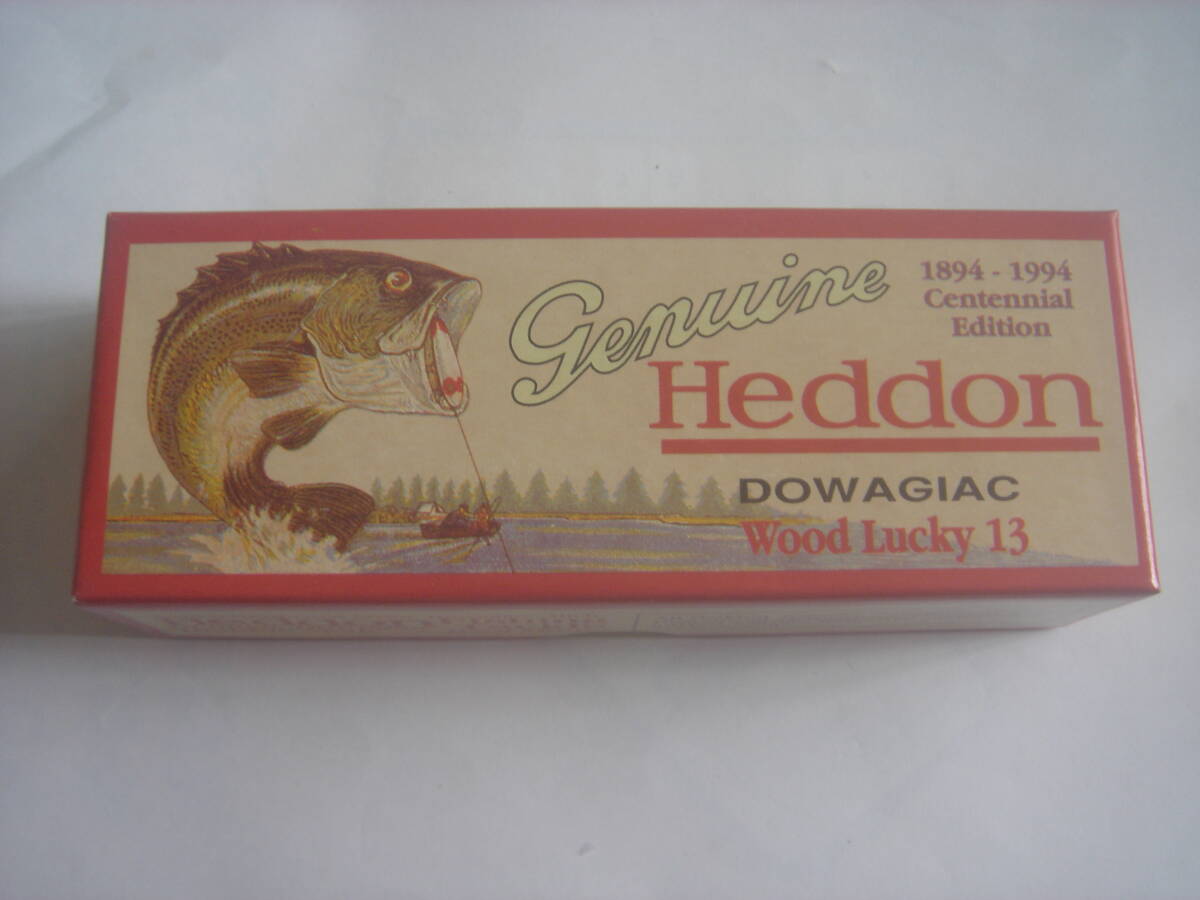 Genuine
1894 - 1994
Centennial
Edition
Heddon
DOWAGIAC
Wood Lucky 13